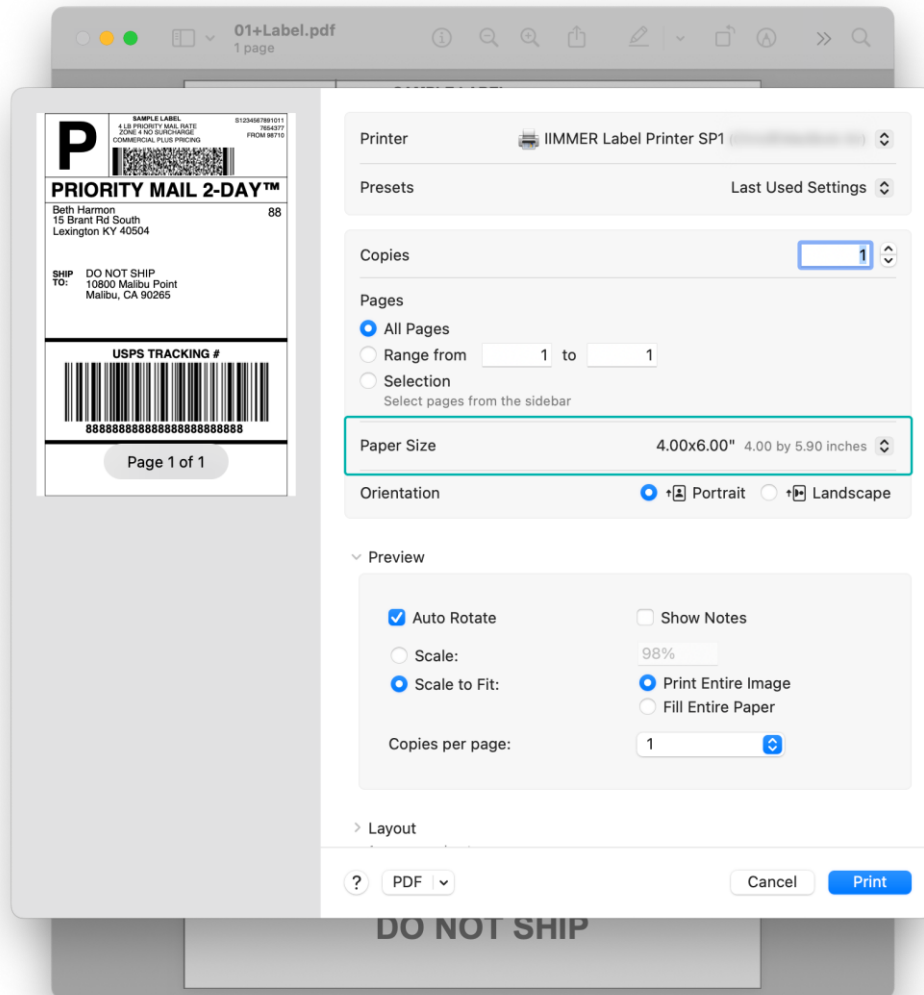 01+Label.pdf
1 page
P
SAMPLE LABEL
4 LB PRIORITY MAIL RATE
ZONE 4 NO SURCHARGE
COMMERCIAL PLUS PRICING
S1234567891011
7654377
FROM 98710
PRIORITY MAIL 2-DAY™
Beth Harmon
15 Brant Rd South
Lexington KY 40504
88
SHIP TO:
DO NOT SHIP
10800 Malibu Point
Malibu, CA 90265
USPS TRACKING #
88888888888888888888888888
Page 1 of 1
Printer IIMMER Label Printer SP1
Presets Last Used Settings
Copies 1
Pages
All Pages
Range from 1 to 1
Selection
Select pages from the sidebar
Paper Size 4.00x6.00" 4.00 by 5.90 inches
Orientation Portrait Landscape
Preview
Auto Rotate Show Notes
Scale: 98%
Scale to Fit: Print Entire Image
Fill Entire Paper
Copies per page: 1
Layout
? PDF Cancel Print
DO NOT SHIP